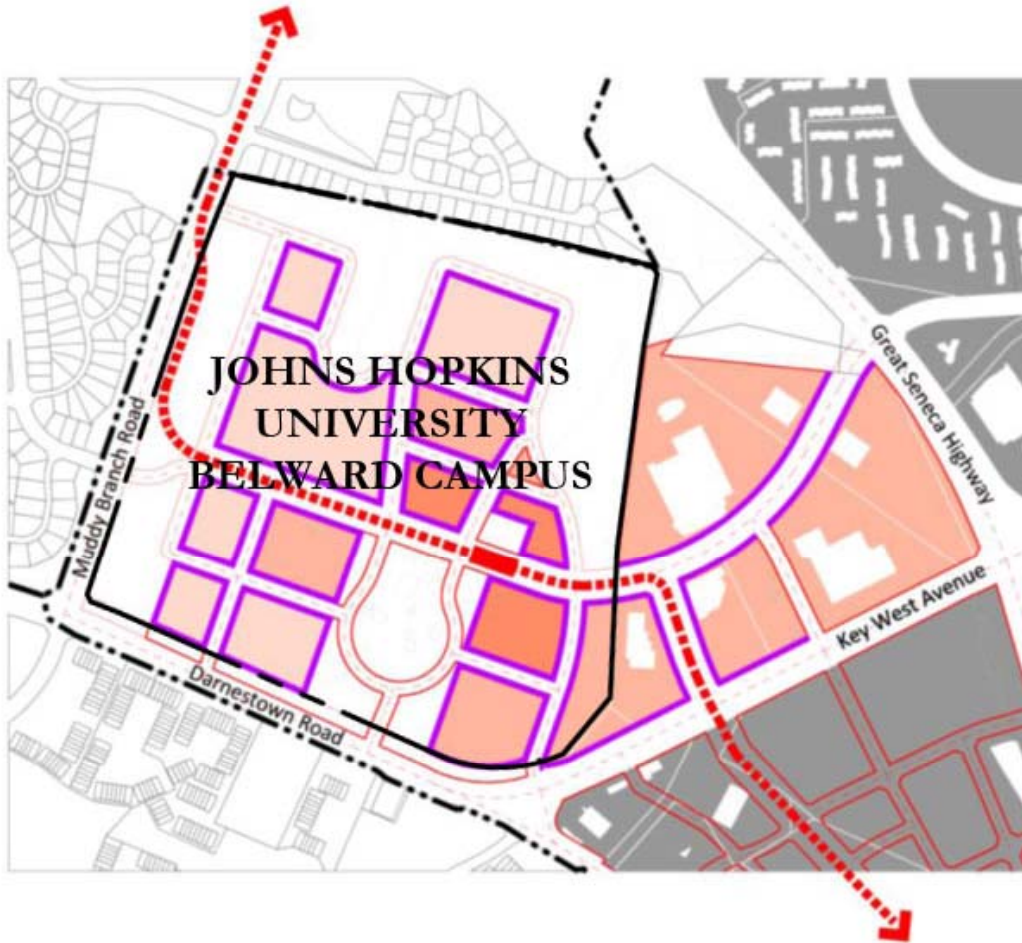 JOHNS HOPKINS
UNIVERSITY
BELWARD CAMPUS
Muddy Branch Road
Darnestown Road
Great Seneca Highway
Key West Avenue